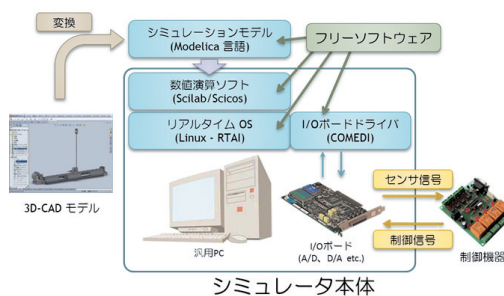 変換
シミュレーションモデル
(Modelica 言語)
フリーソフトウェア
数値演算ソフト
(Scilab/Scicos)
リアルタイム OS
(Linux - RTAI)
I/Oボードドライバ
(COMEDI)
3D-CAD モデル
汎用PC
I/Oボード
(A/D、D/A etc.)
センサ信号
制御信号
制御機器
シミュレータ本体